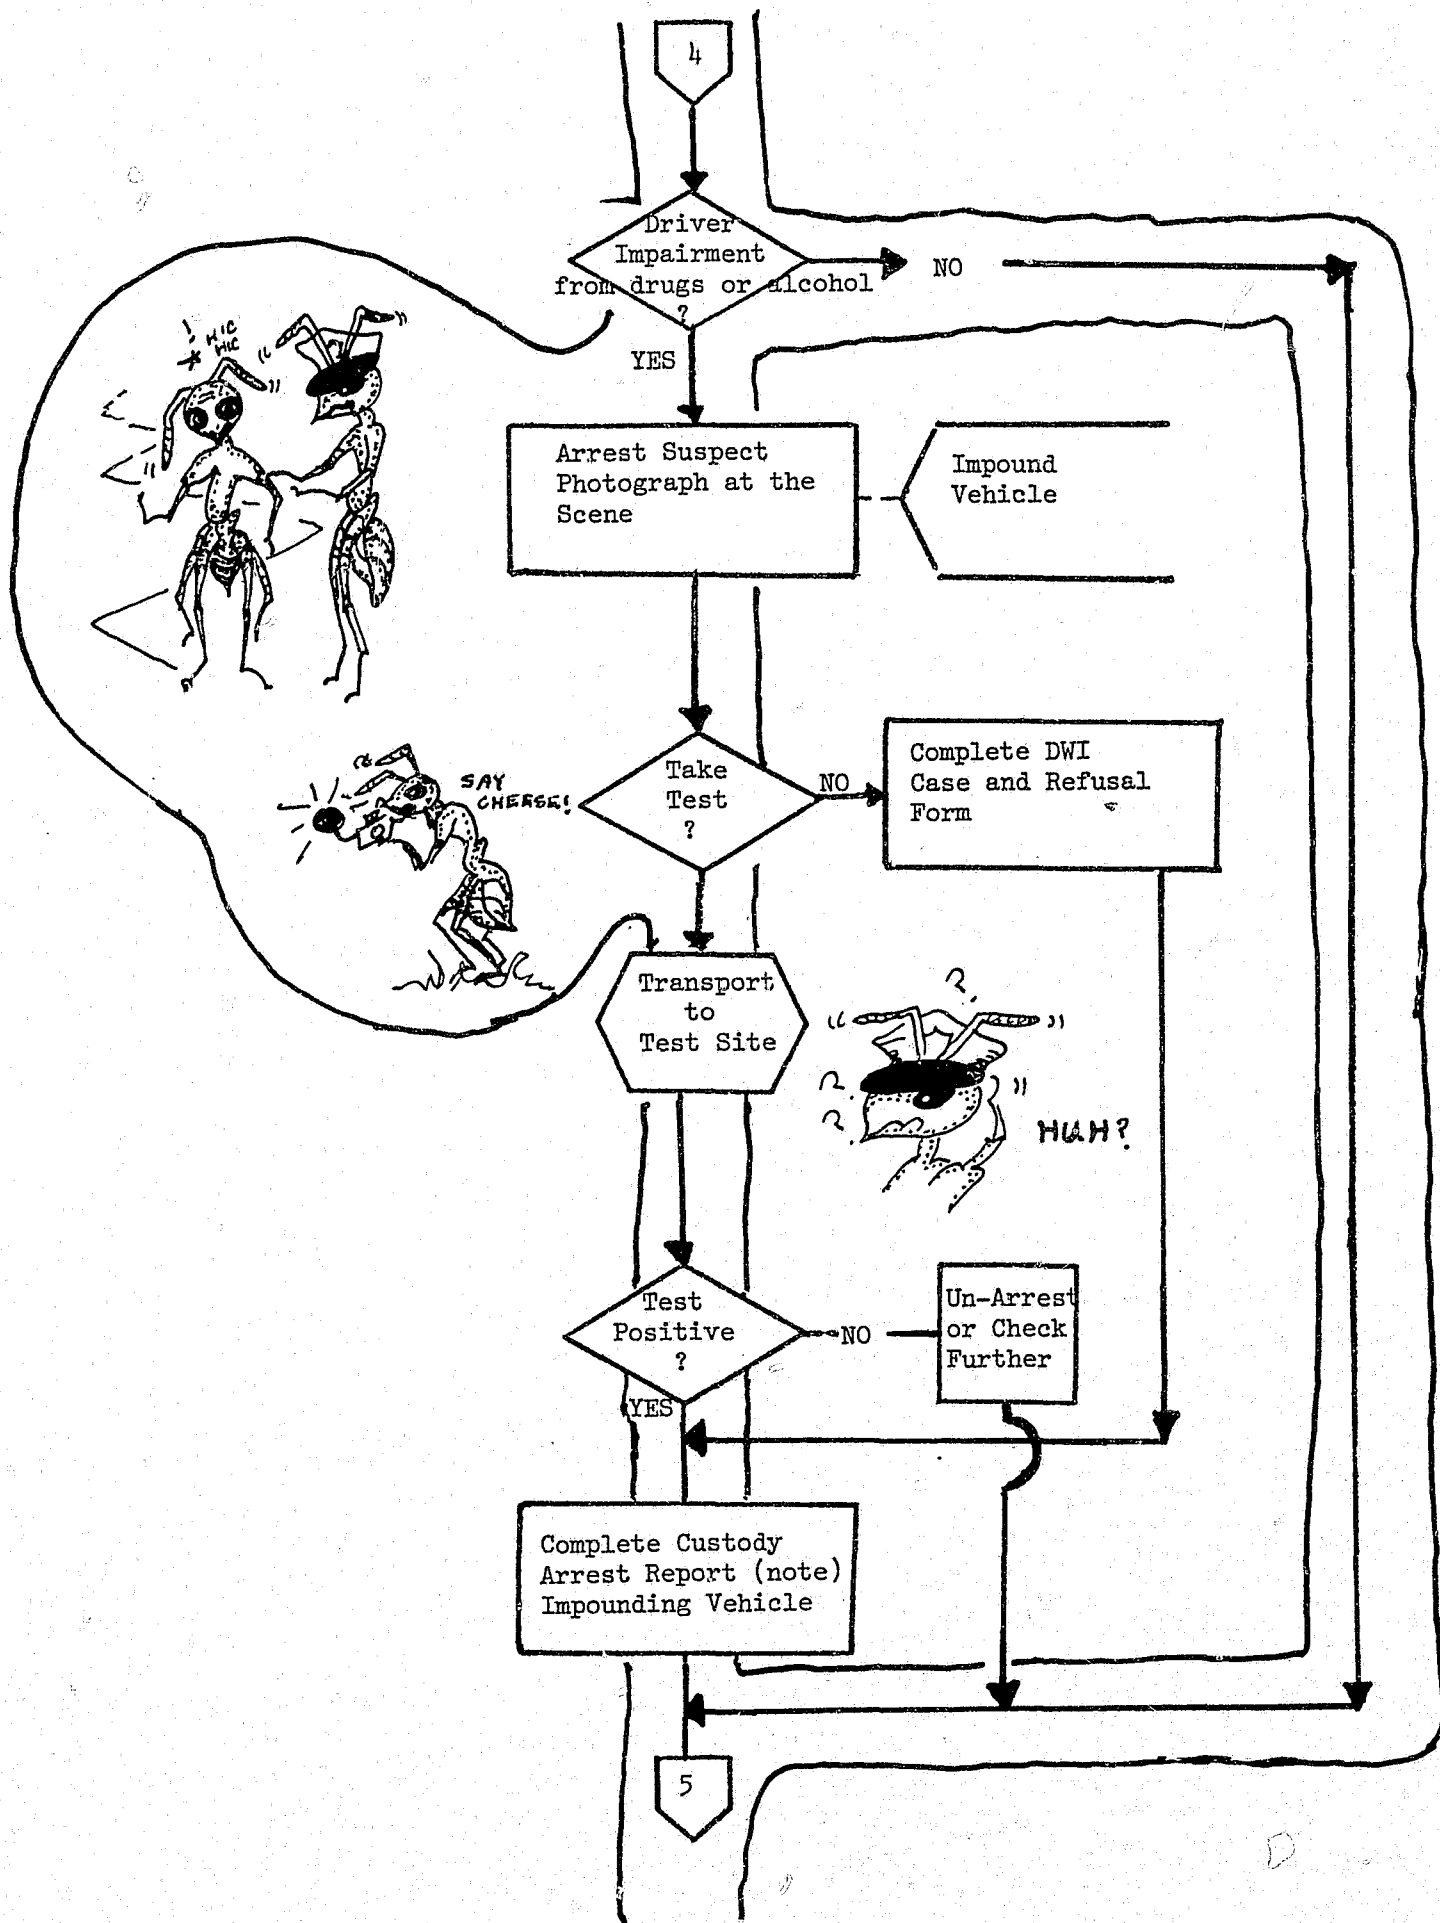 4
Driver
Impairment
from drugs or alcohol
?
NO
YES
! HIC
HIC
Arrest Suspect
Photograph at the
Scene
Impound
Vehicle
Take
Test
?
NO
Complete DWI
Case and Refusal
Form
SAY
CHEESE!
Transport
to
Test Site
?
?
?
HUH?
Test
Positive
?
NO
Un-Arrest
or Check
Further
YES
Complete Custody
Arrest Report (note)
Impounding Vehicle
5